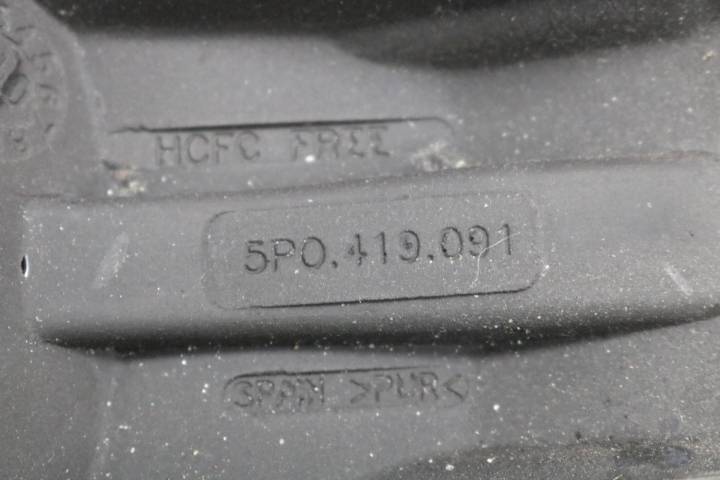 HCFC FREE
5P0.419.091
SPAIN >PUR<